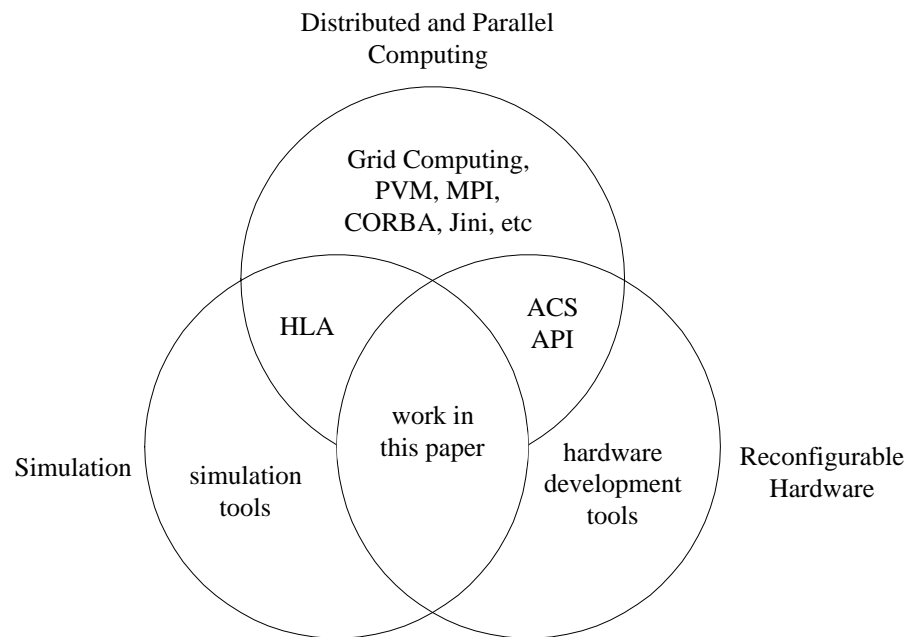 Distributed and Parallel
Computing
Grid Computing,
PVM, MPI,
CORBA, Jini, etc
HLA
ACS
API
work in
this paper
Simulation
simulation
tools
hardware
development
tools
Reconfigurable
Hardware